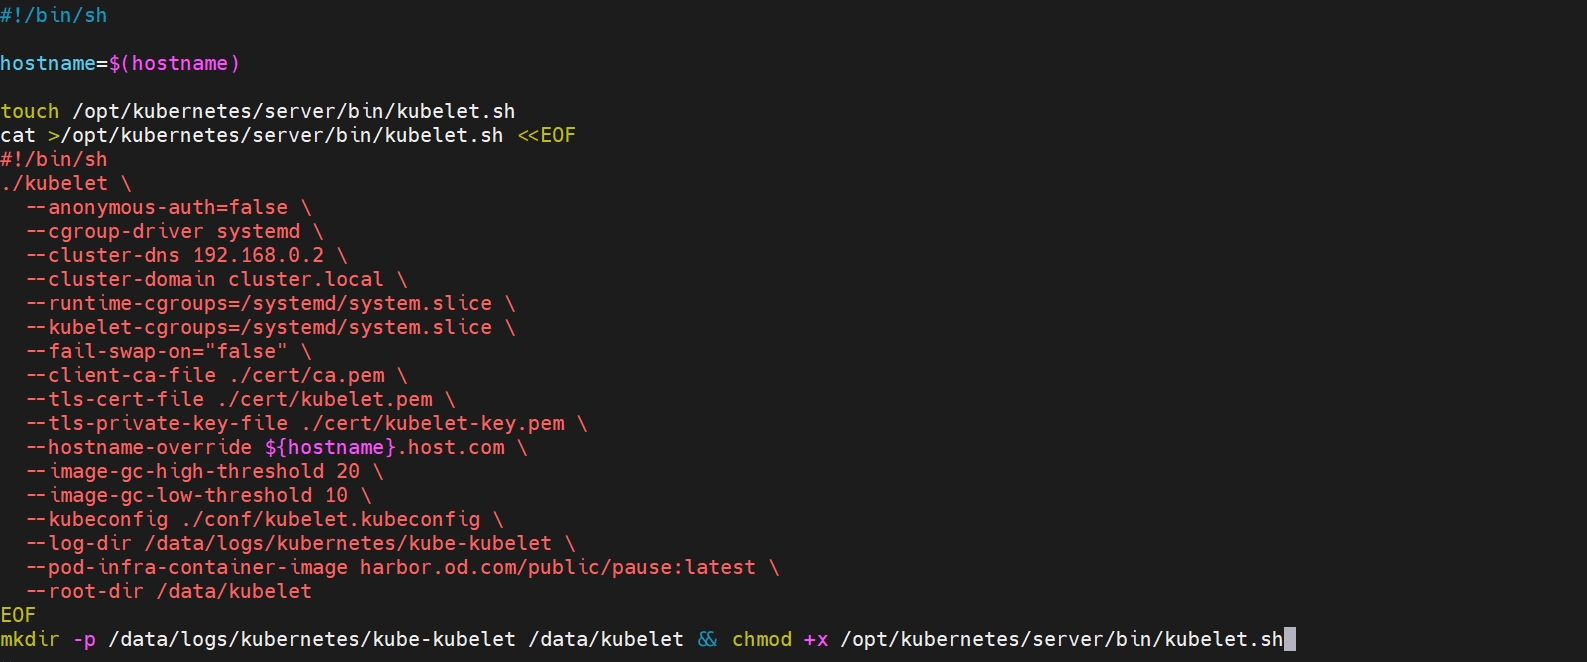 #!/bin/sh
hostname=$(hostname)
touch /opt/kubernetes/server/bin/kubelet.sh
cat >/opt/kubernetes/server/bin/kubelet.sh <<EOF
#!/bin/sh
./kubelet \
  --anonymous-auth=false \
  --cgroup-driver systemd \
  --cluster-dns 192.168.0.2 \
  --cluster-domain cluster.local \
  --runtime-cgroups=/systemd/system.slice \
  --kubelet-cgroups=/systemd/system.slice \
  --fail-swap-on="false" \
  --client-ca-file ./cert/ca.pem \
  --tls-cert-file ./cert/kubelet.pem \
  --tls-private-key-file ./cert/kubelet-key.pem \
  --hostname-override ${hostname}.host.com \
  --image-gc-high-threshold 20 \
  --image-gc-low-threshold 10 \
  --kubeconfig ./conf/kubelet.kubeconfig \
  --log-dir /data/logs/kubernetes/kube-kubelet \
  --pod-infra-container-image harbor.od.com/public/pause:latest \
  --root-dir /data/kubelet
EOF
mkdir -p /data/logs/kubernetes/kube-kubelet /data/kubelet && chmod +x /opt/kubernetes/server/bin/kubelet.sh